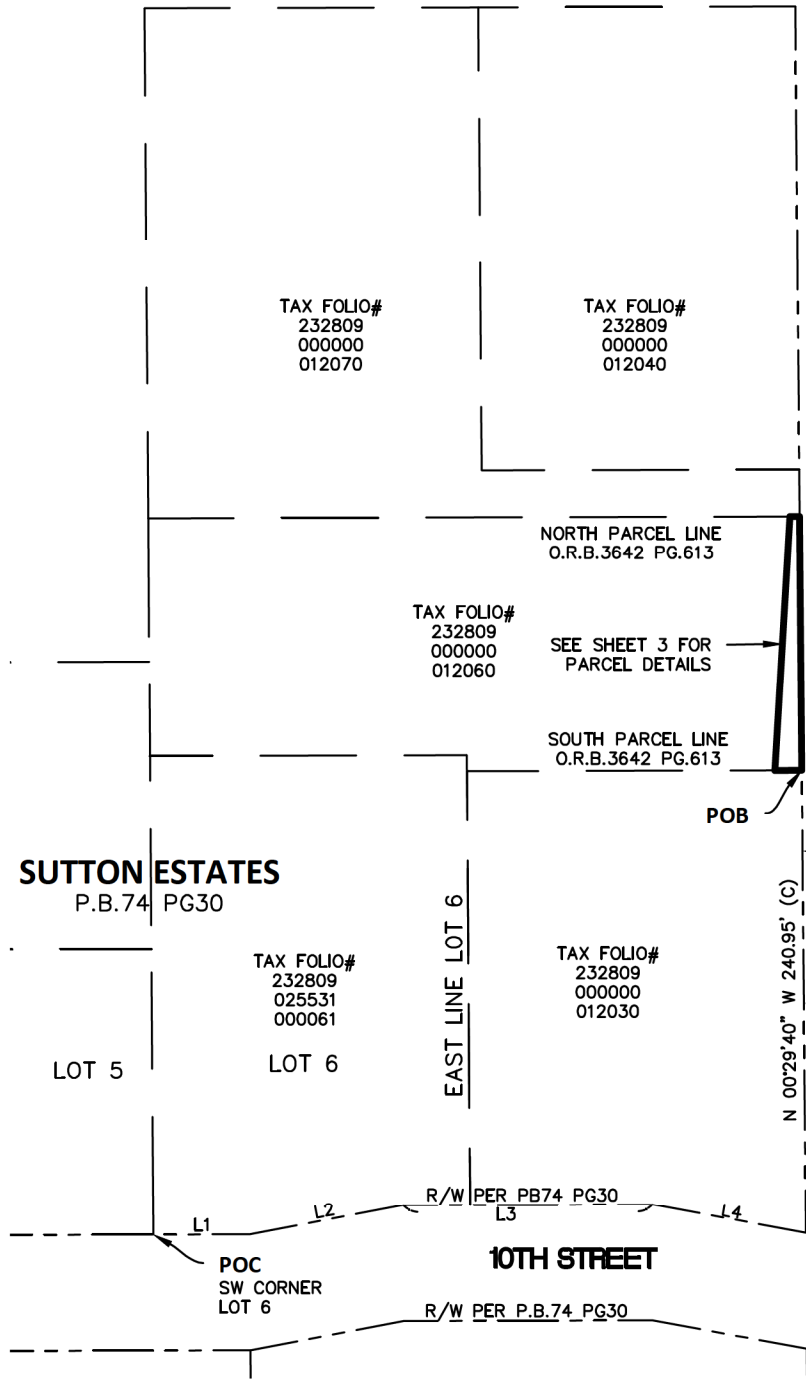 TAX FOLIO#
232809
000000
012070
TAX FOLIO#
232809
000000
012040
NORTH PARCEL LINE
O.R.B.3642 PG.613
TAX FOLIO#
232809
000000
012060
SEE SHEET 3 FOR
PARCEL DETAILS
SOUTH PARCEL LINE
O.R.B.3642 PG.613
POB
SUTTON ESTATES
P.B.74 PG30
TAX FOLIO#
232809
025531
000061
LOT 5
LOT 6
EAST LINE LOT 6
TAX FOLIO#
232809
000000
012030
N 00°29'40" W 240.95' (C)
L1
L2
R/W PER PB74 PG30
L3
L4
POC
SW CORNER
LOT 6
10TH STREET
R/W PER P.B.74 PG30